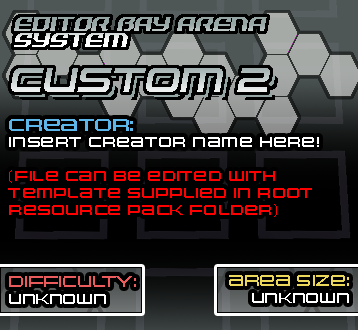 EDITOR BAY ARENA
SYSTEM
CUSTOM 2
CREATOR:
INSERT CREATOR NAME HERE!
(FILE CAN BE EDITED WITH
TEMPLATE SUPPLIED IN ROOT
RESOURCE PACK FOLDER)
DIFFICULTY:
UNKNOWN
AREA SIZE:
UNKNOWN